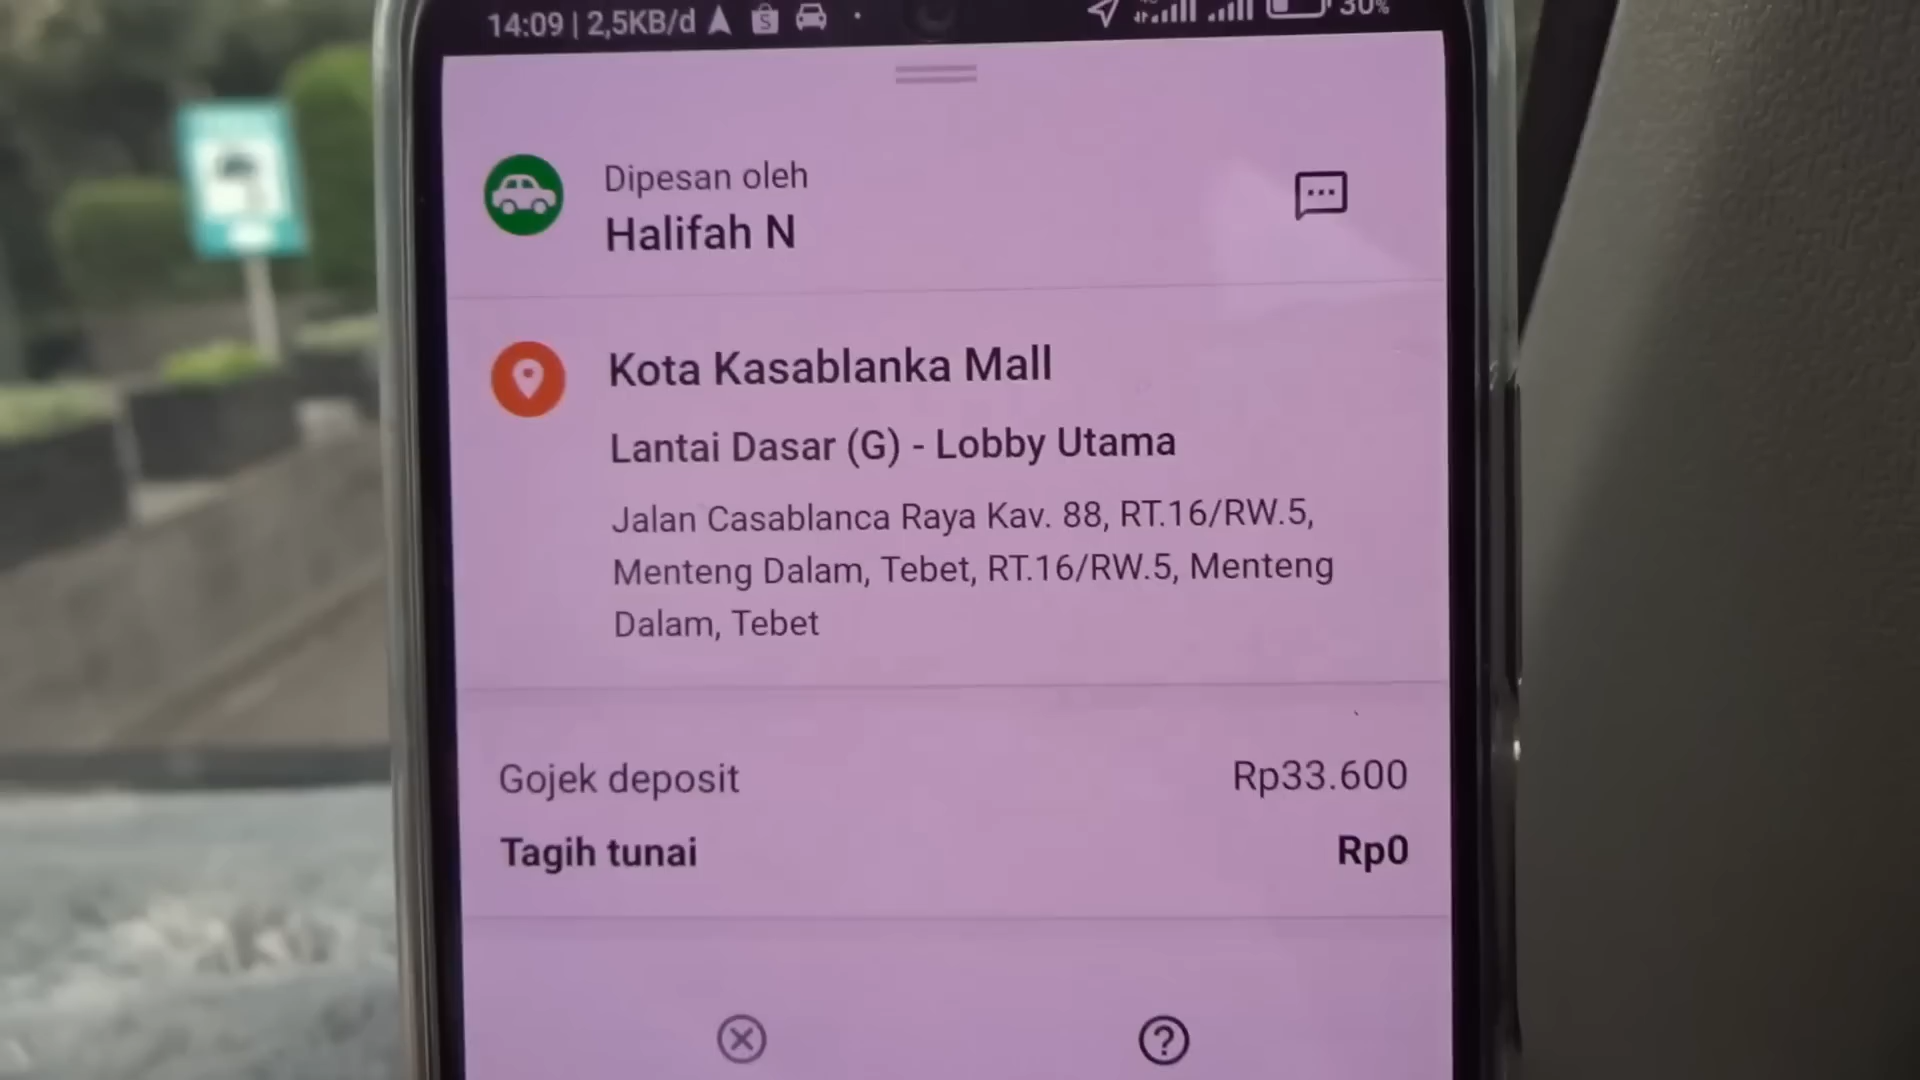 14:09 | 2,5KB/d
30%
Dipesan oleh
Halifah N
Kota Kasablanka Mall
Lantai Dasar (G) - Lobby Utama
Jalan Casablanca Raya Kav. 88, RT.16/RW.5,
Menteng Dalam, Tebet, RT.16/RW.5, Menteng
Dalam, Tebet
Gojek deposit Rp33.600
Tagih tunai Rp0